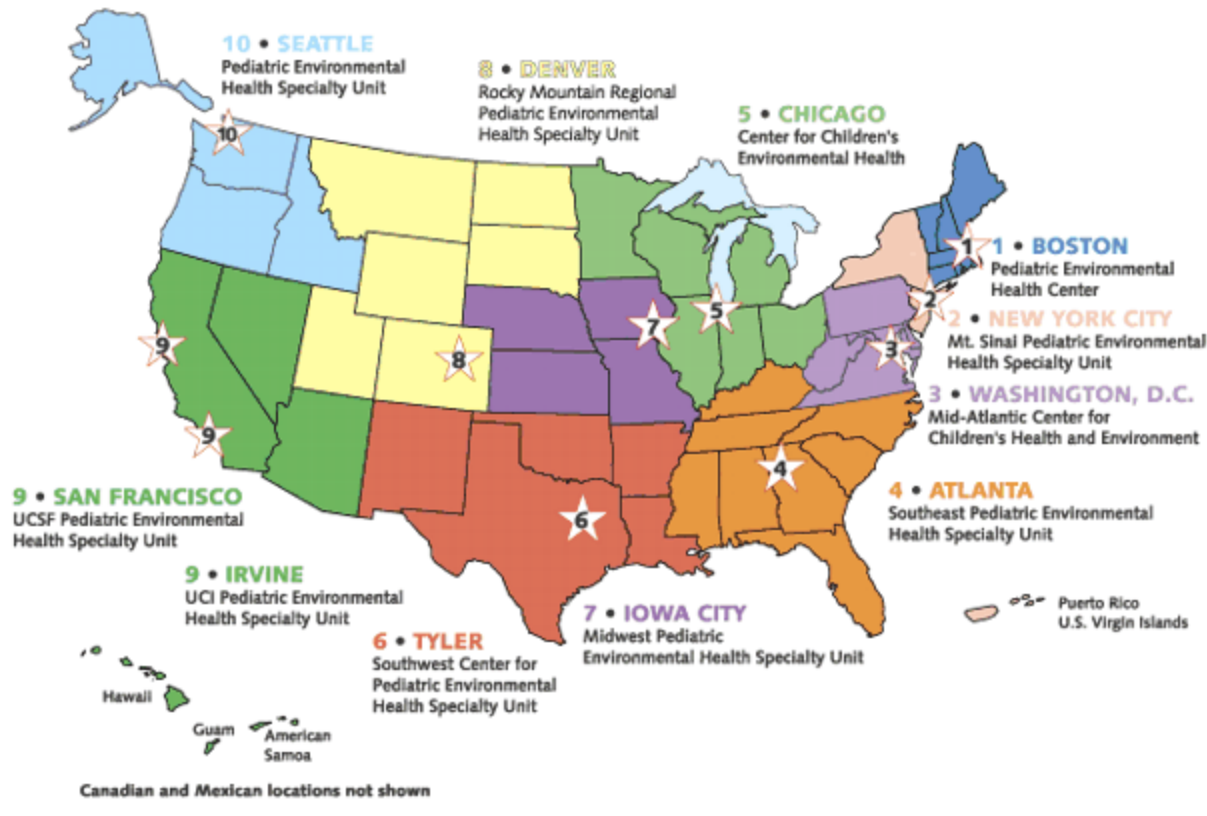 10 • SEATTLE
Pediatric Environmental
Health Specialty Unit
8 • DENVER
Rocky Mountain Regional
Pediatric Environmental
Health Specialty Unit
5 • CHICAGO
Center for Children's
Environmental Health
10
1
1 • BOSTON
Pediatric Environmental
Health Center
2
2 • NEW YORK CITY
Mt. Sinai Pediatric Environmental
Health Specialty Unit
5
7
9
8
3
3 • WASHINGTON, D.C.
Mid-Atlantic Center for
Children's Health and Environment
9
4
6
4 • ATLANTA
Southeast Pediatric Environmental
Health Specialty Unit
9 • SAN FRANCISCO
UCSF Pediatric Environmental
Health Specialty Unit
9 • IRVINE
UCI Pediatric Environmental
Health Specialty Unit
6 • TYLER
Southwest Center for
Pediatric Environmental
Health Specialty Unit
7 • IOWA CITY
Midwest Pediatric
Environmental Health Specialty Unit
Puerto Rico
U.S. Virgin Islands
Hawaii
Guam
American
Samoa
Canadian and Mexican locations not shown